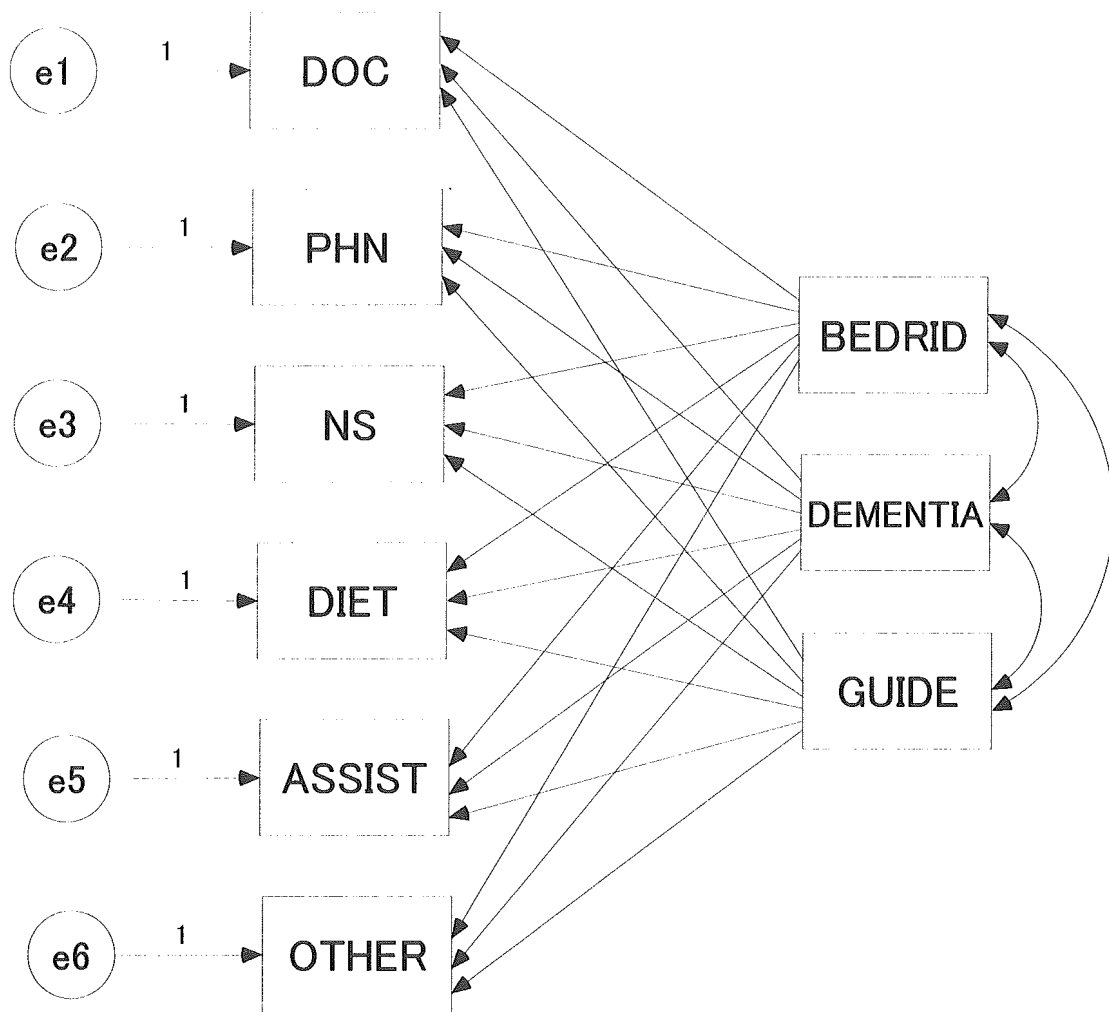 e1
1
DOC
e2
1
PHN
e3
1
NS
e4
1
DIET
e5
1
ASSIST
e6
1
OTHER
BEDRID
DEMENTIA
GUIDE